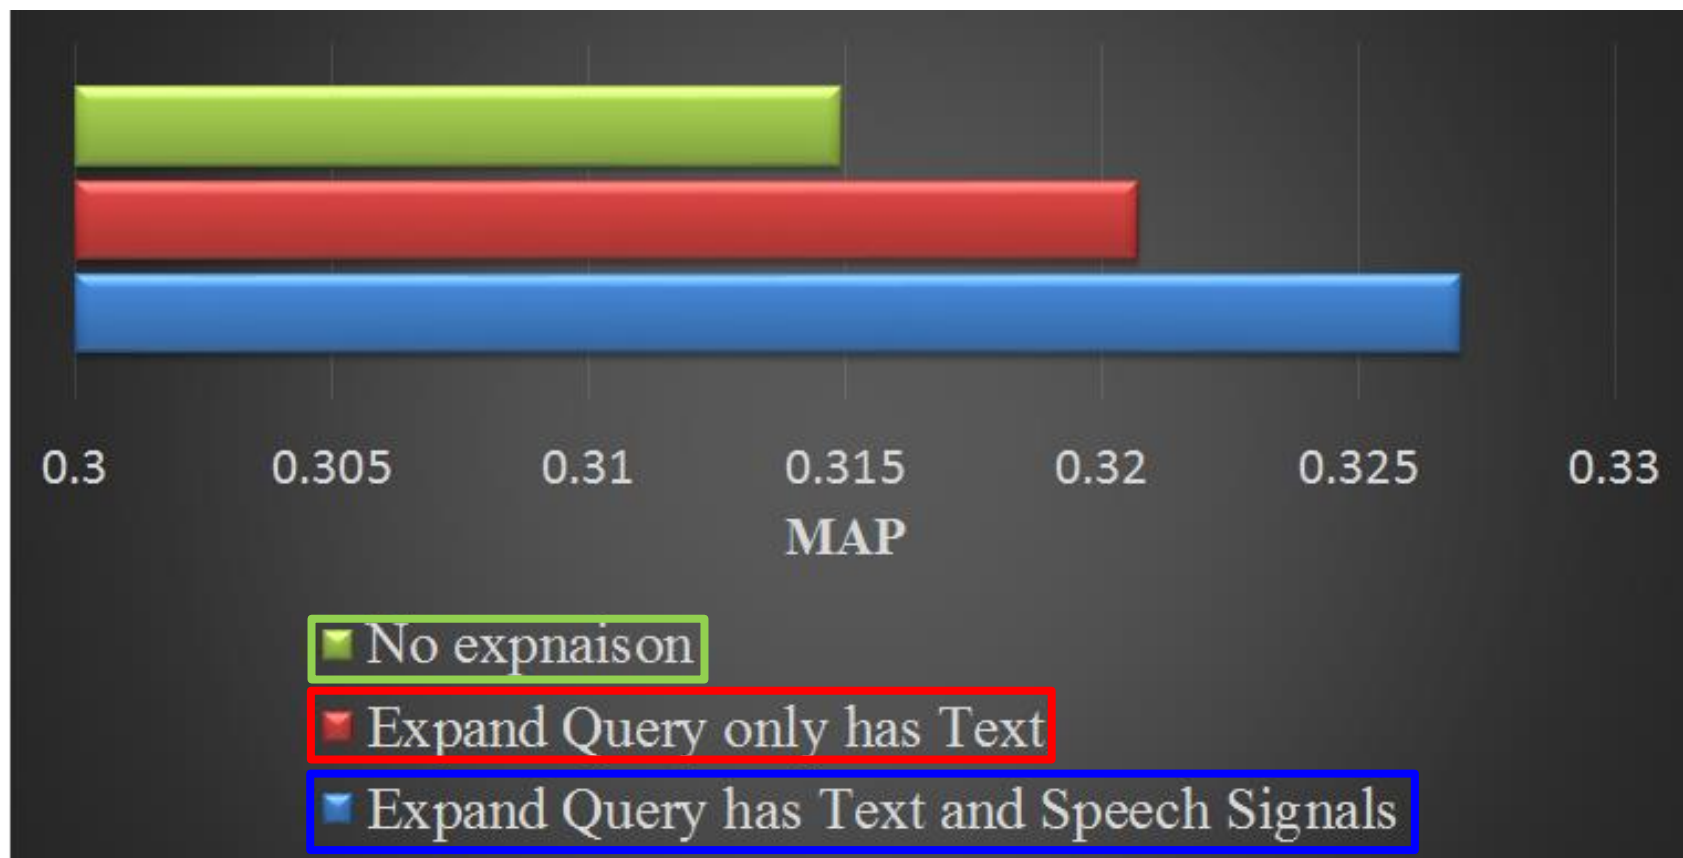 0.3 0.305 0.31 0.315 0.32 0.325 0.33
MAP
No expnaison
Expand Query only has Text
Expand Query has Text and Speech Signals